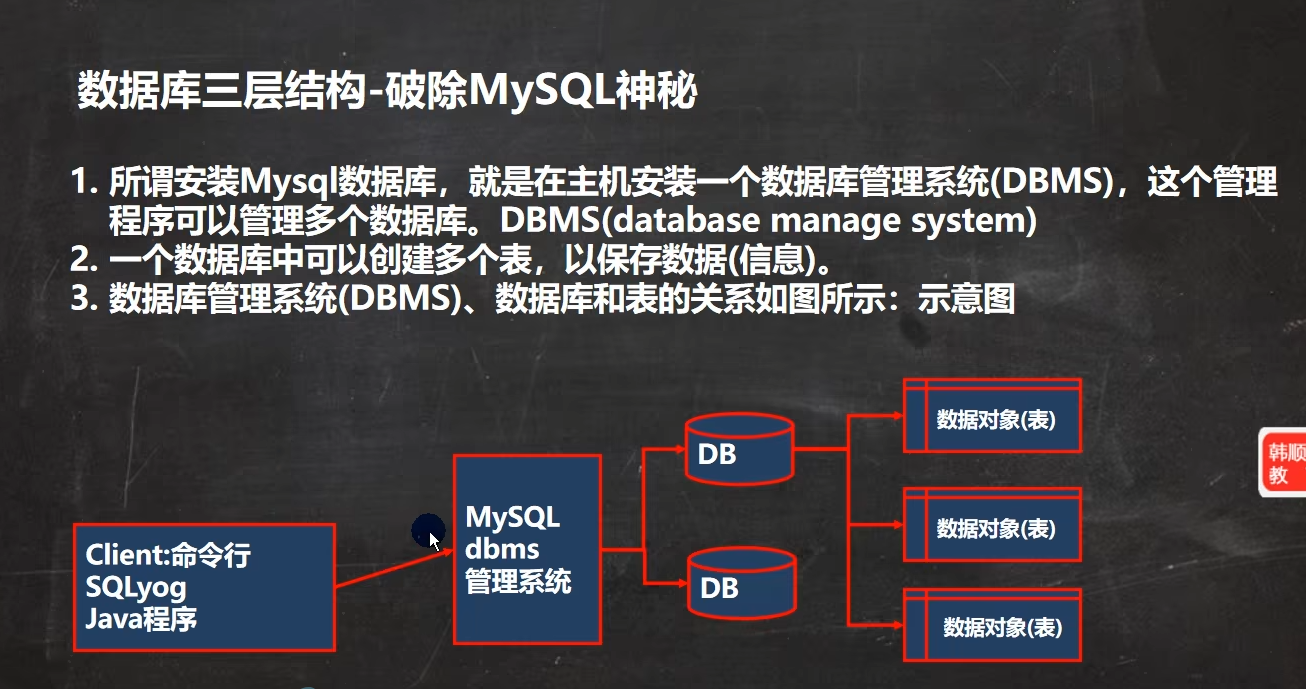 数据库三层结构-破除MySQL神秘
1. 所谓安装Mysql数据库，就是在主机安装一个数据库管理系统(DBMS)，这个管理
程序可以管理多个数据库。DBMS(database manage system)
2. 一个数据库中可以创建多个表，以保存数据(信息)。
3. 数据库管理系统(DBMS)、数据库和表的关系如图所示：示意图
Client:命令行
SQLyog
Java程序
MySQL
dbms
管理系统
DB
DB
数据对象(表)
数据对象(表)
数据对象(表)
韩顺
教